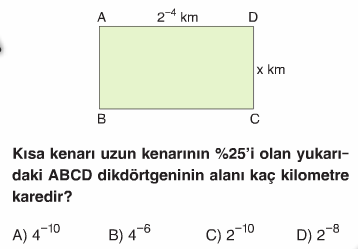 A 2⁻⁴ km D
x km
B C
Kısa kenarı uzun kenarının %25'i olan yukarı-
daki ABCD dikdörtgeninin alanı kaç kilometre
karedir?
A) 4⁻¹⁰ B) 4⁻⁶ C) 2⁻¹⁰ D) 2⁻⁸